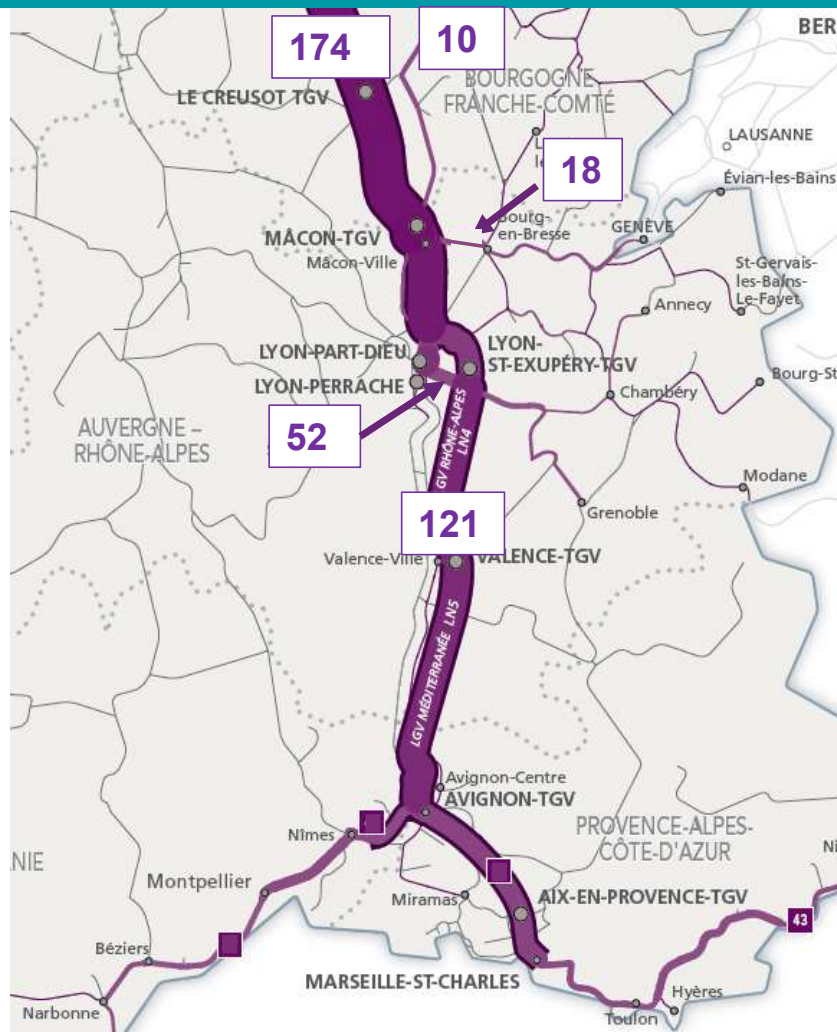 174
10
BER
BOURGOGNE
FRANCHE-COMTÉ
LE CREUSOT TGV
LAUSANNE
18
Évian-les-Bains
MÂCON-TGV
Mâcon-Ville
Bourg-
en-Bresse
GENÈVE
St-Gervais-
les-Bains-
Le-Fayet
Annecy
LYON-PART-DIEU
LYON-
ST-EXUPÉRY-TGV
LYON-PERRACHE
Bourg-St
Chambéry
AUVERGNE –
RHÔNE-ALPES
52
GV RHÔNE-ALPES
LN4
Modane
Grenoble
121
Valence-Ville
VALENCE-TGV
LGV MÉDITERRANÉE LN5
Avignon-Centre
AVIGNON-TGV
Nîmes
PROVENCE-ALPES-
CÔTE-D'AZUR
NIE
Ni
Montpellier
Miramas
AIX-EN-PROVENCE-TGV
43
Béziers
MARSEILLE-ST-CHARLES
Hyères
Narbonne
Toulon